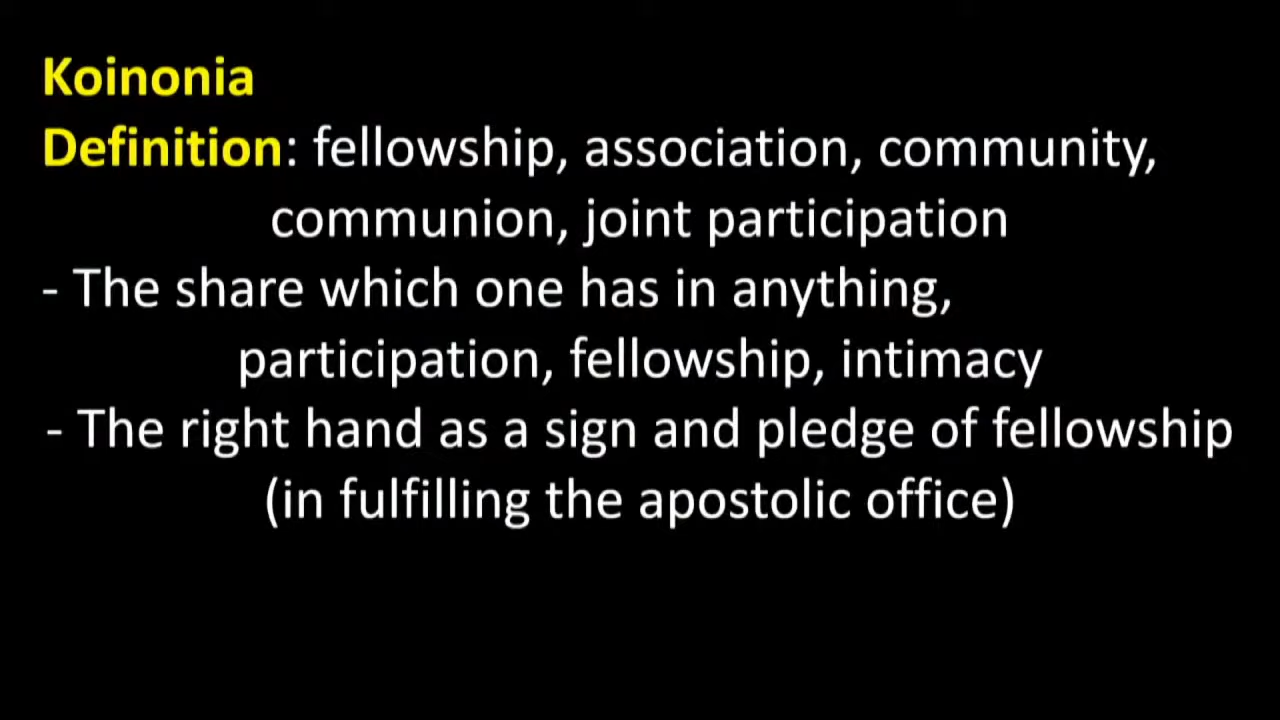 Koinonia
Definition: fellowship, association, community,
communion, joint participation
- The share which one has in anything,
participation, fellowship, intimacy
- The right hand as a sign and pledge of fellowship
(in fulfilling the apostolic office)